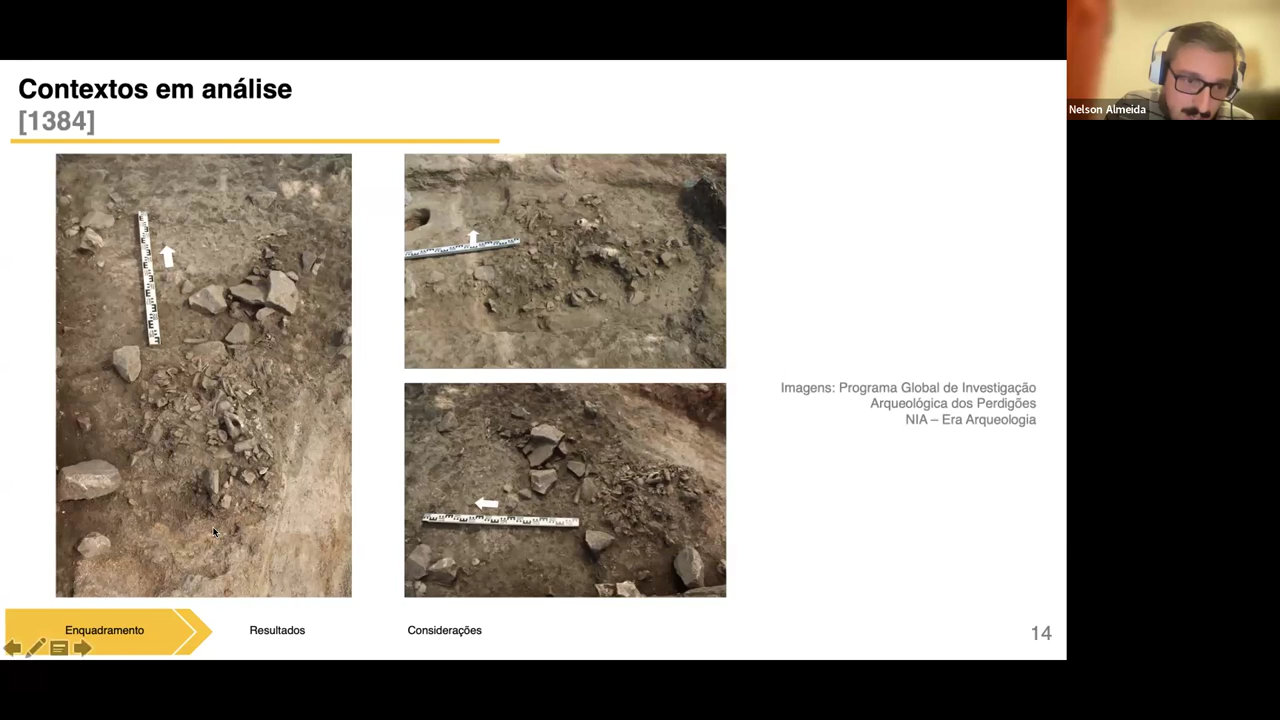 Contextos em análise
[1384]
Nelson Almeida
Imagens: Programa Global de Investigação
Arqueológica dos Perdigões
NIA – Era Arqueologia
Enquadramento
Resultados
Considerações
14